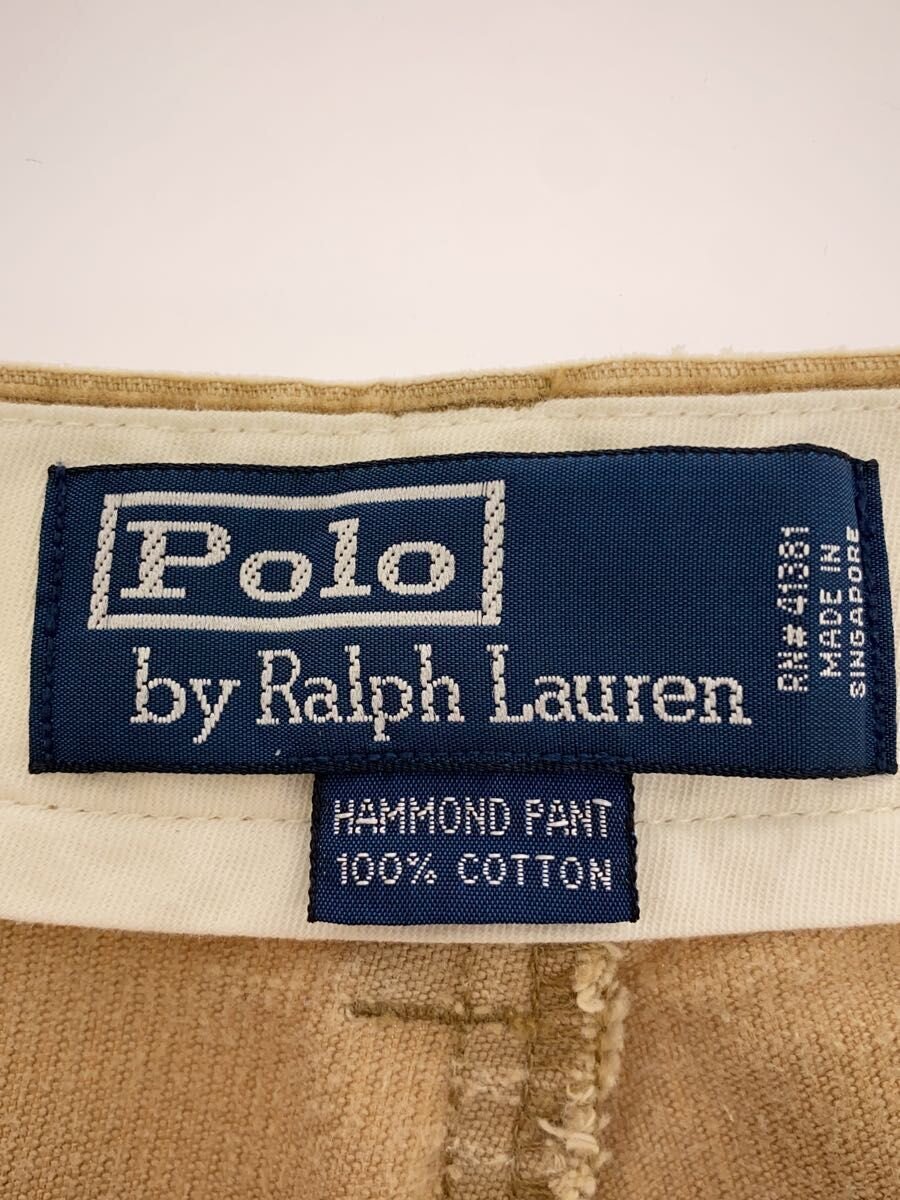 Polo
by Ralph Lauren
RN# 41381
MADE IN
SINGAPORE
HAMMOND PANT
100% COTTON